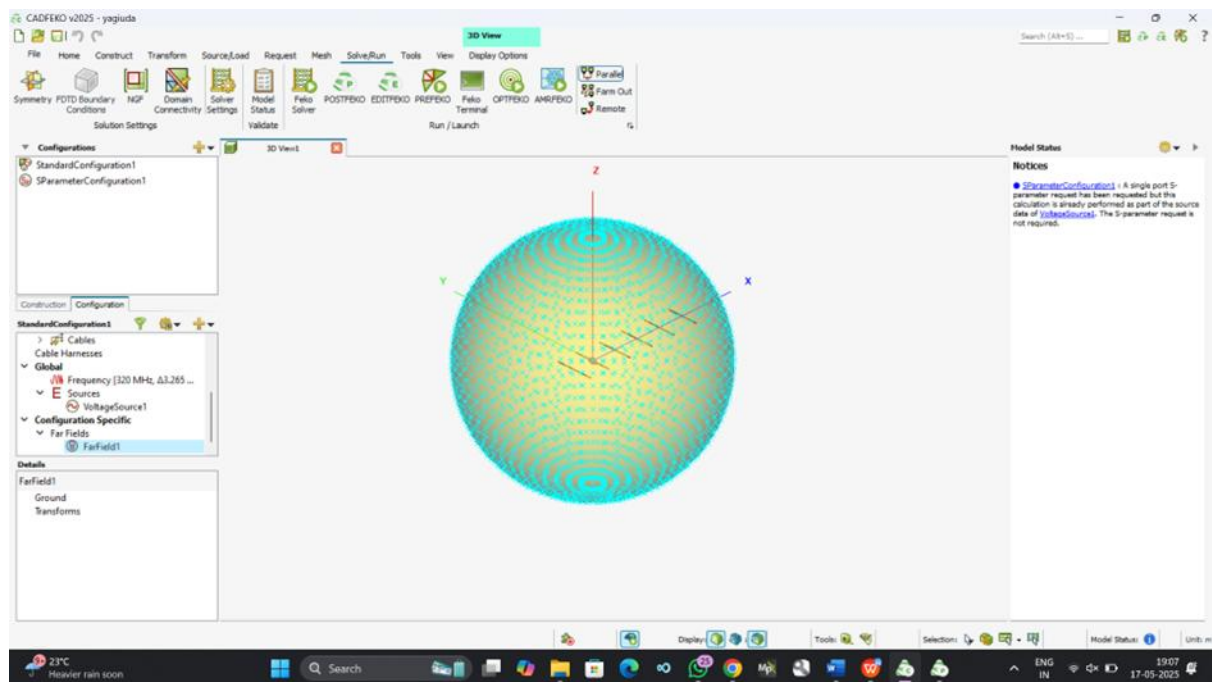 CADFEKO v2025 - yagiuda
3D View
Search (Alt+S) ...
File Home Construct Transform Source/Load Request Mesh Solve/Run Tools View Display Options
Symmetry FDTD Boundary Conditions NGF Domain Connectivity Solver Settings Model Status Feko Solver POSTFEKO EDITFEKO PREFEKO Feko Terminal OPTFEKO AMRFEKO
Parallel
Farm Out
Remote
Solution Settings Validate Run / Launch
Configurations
3D View1
Model Status
StandardConfiguration1
SParameterConfiguration1
Notices
SParameterConfiguration1 : A single port S-
parameter request has been requested but this
calculation is already performed as part of the source
data of VoltageSource1. The S-parameter request is
not required.
Z
Y
X
Construction Configuration
StandardConfiguration1
Cables
Cable Harnesses
Global
Frequency [320 MHz, Δ3.265 ...
Sources
VoltageSource1
Configuration Specific
Far Fields
FarField1
Details
FarField1
Ground
Transforms
Display: Tools: Selection: Model Status: Unit: m
23°C
Heavier rain soon
Search
25
ENG
IN
19:07
17-05-2025